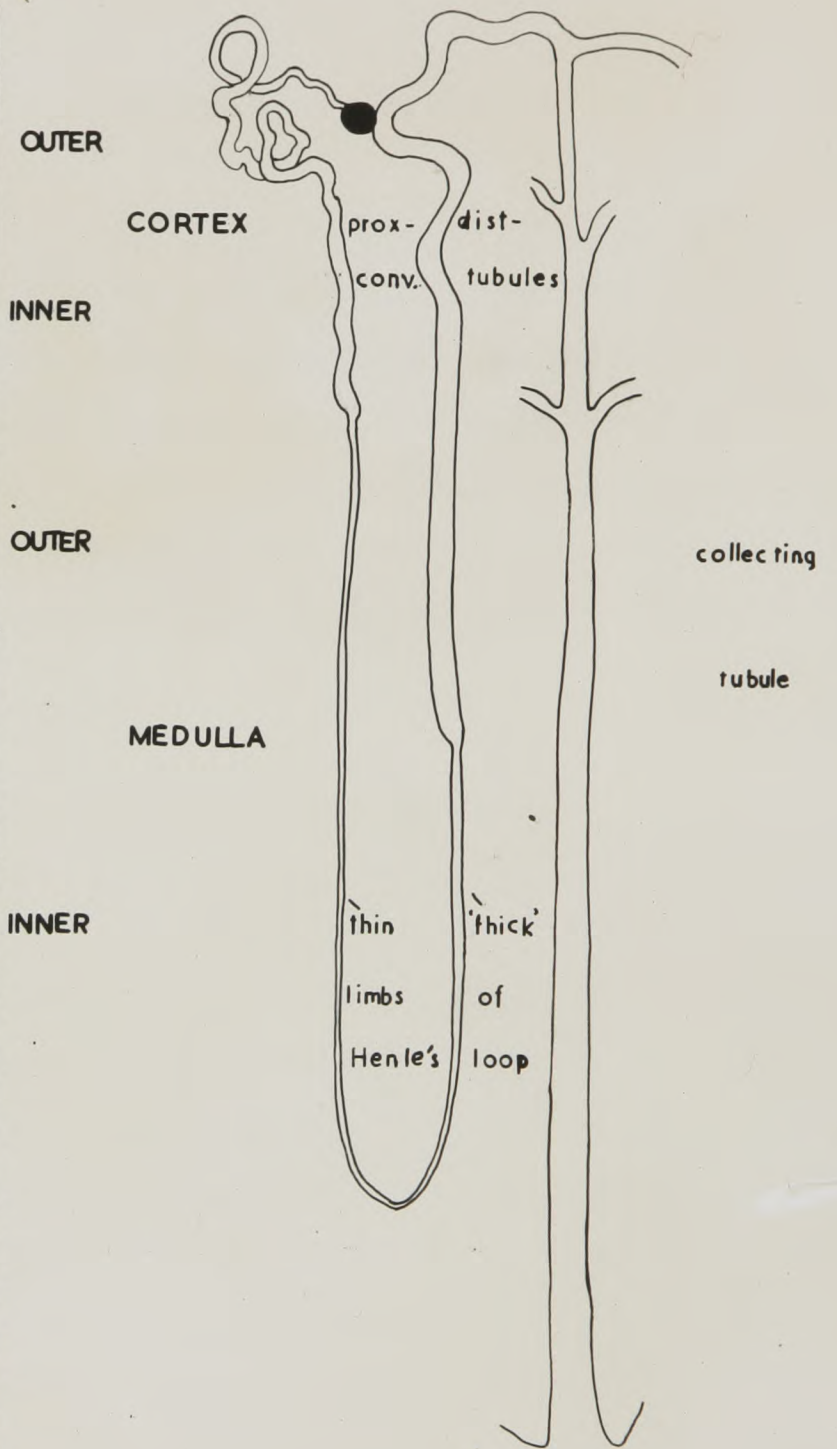 OUTER
CORTEX
prox- dist-
conv. tubules
INNER
OUTER
collecting
tubule
MEDULLA
INNER
'thin 'thick'
limbs of
Henle's loop